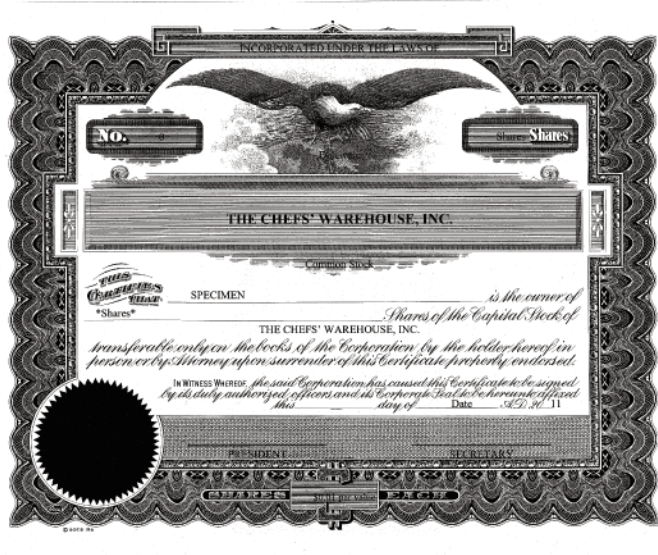 INCORPORATED UNDER THE LAWS OF
No. 0
Share Shares
THE CHEFS' WAREHOUSE, INC.
Common Stock
THIS CERTIFIES THAT
SPECIMEN
is the owner of
*Shares*
Shares of the Capital Stock of
THE CHEFS' WAREHOUSE, INC.
transferable only on the books of the Corporation by the holder hereof in
person or by Attorney upon surrender of this Certificate properly endorsed.
IN WITNESS WHEREOF, the said Corporation has caused this Certificate to be signed
by its duly authorized officers and its Corporate Seal to be hereunto affixed
this day of Date A.D. 20 11
PRESIDENT SECRETARY
SHARES EACH